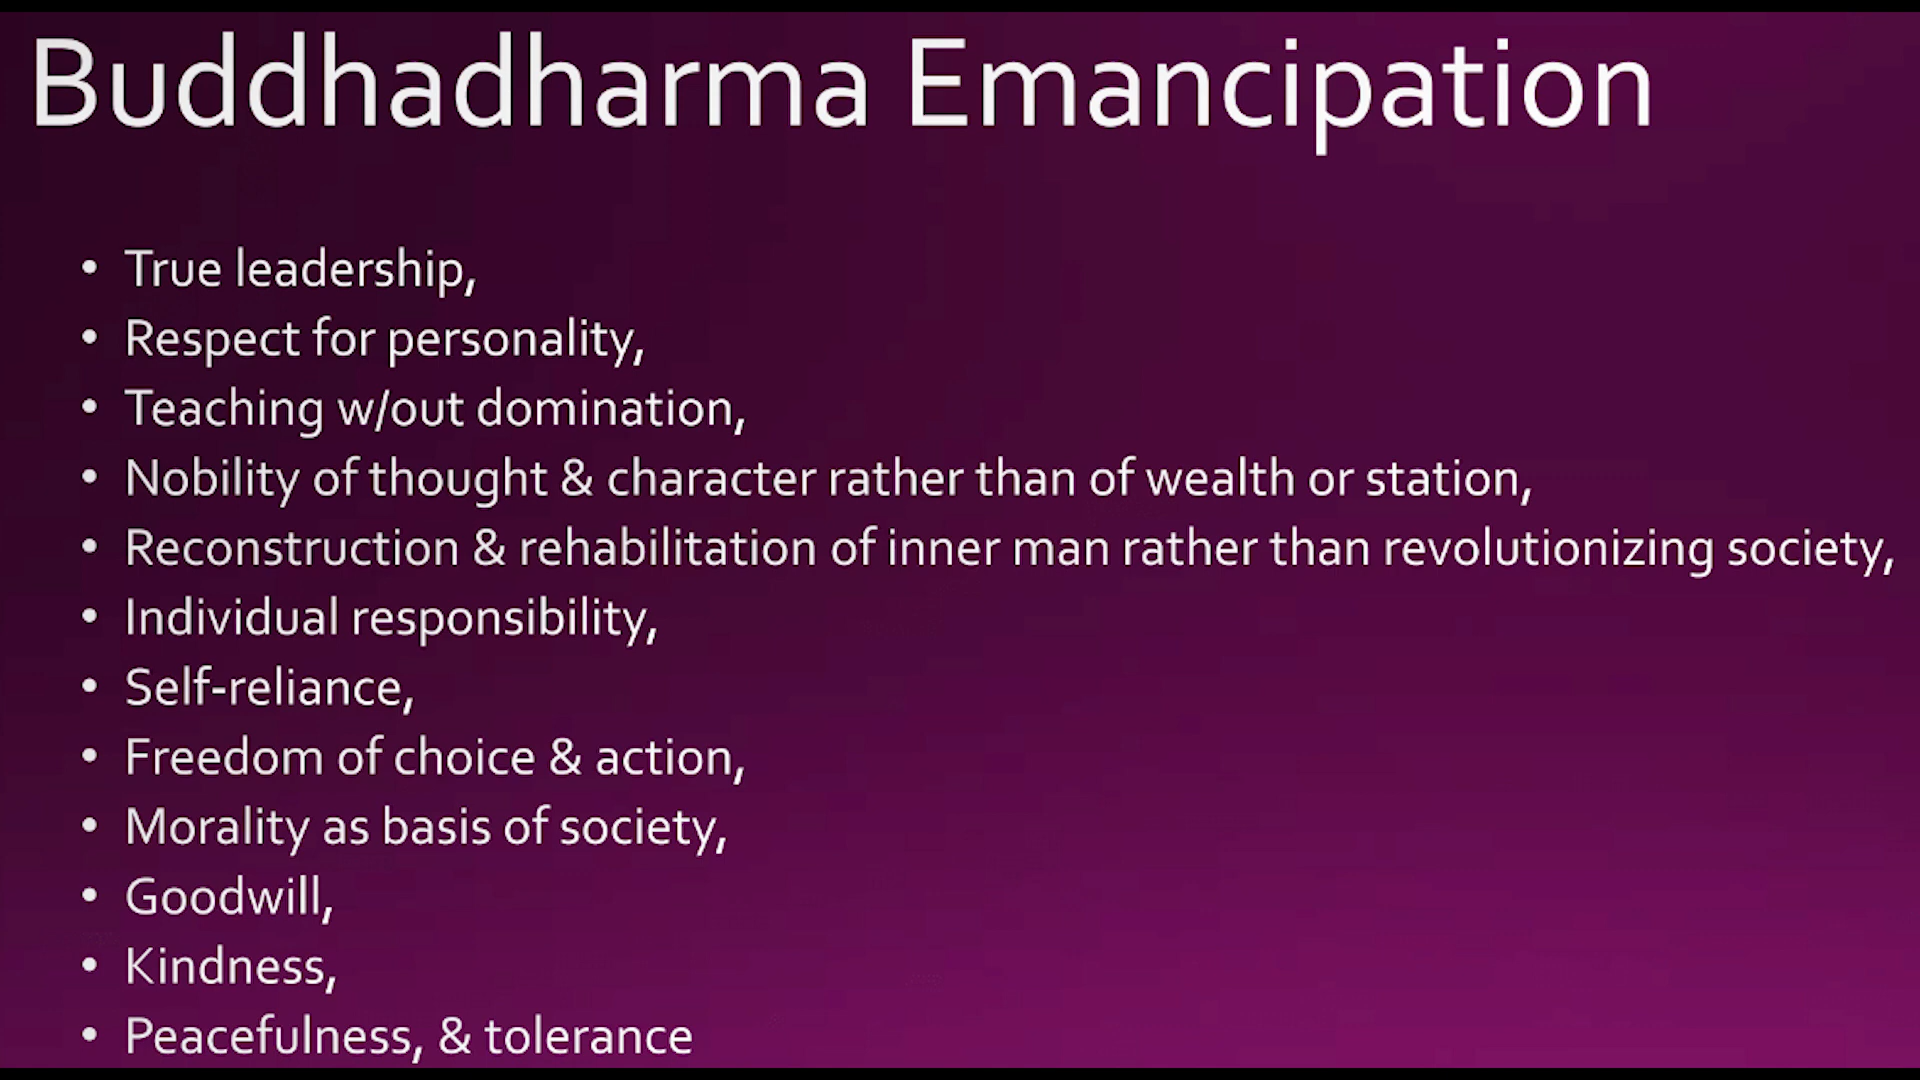 Buddhadharma Emancipation
• True leadership,
• Respect for personality,
• Teaching w/out domination,
• Nobility of thought & character rather than of wealth or station,
• Reconstruction & rehabilitation of inner man rather than revolutionizing society,
• Individual responsibility,
• Self-reliance,
• Freedom of choice & action,
• Morality as basis of society,
• Goodwill,
• Kindness,
• Peacefulness, & tolerance